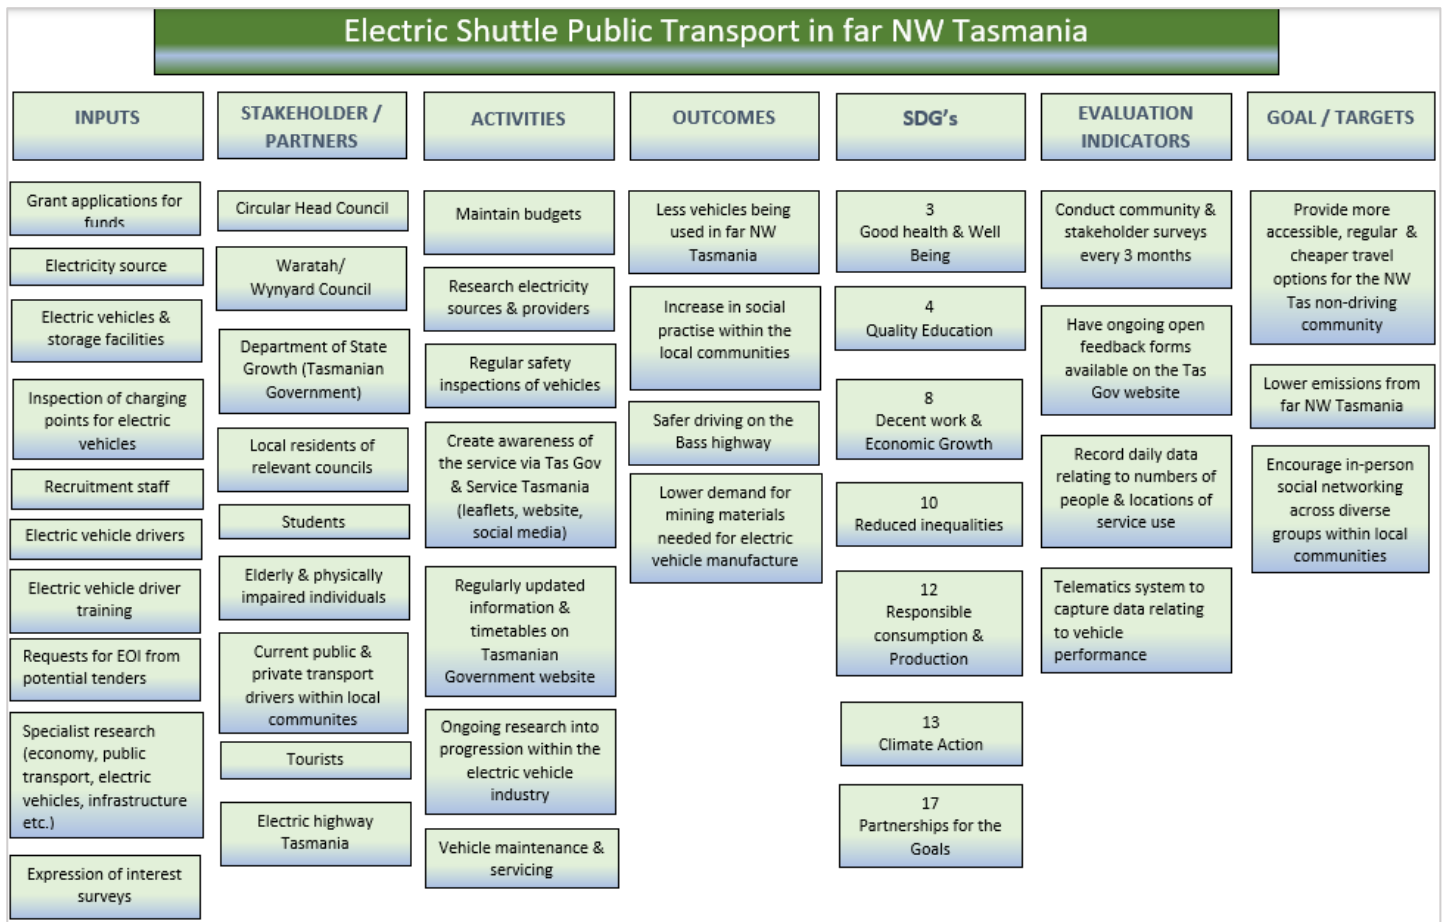 Electric Shuttle Public Transport in far NW Tasmania
INPUTS
Grant applications for
funds
Electricity source
Electric vehicles &
storage facilities
Inspection of charging
points for electric
vehicles
Recruitment staff
Electric vehicle drivers
Electric vehicle driver
training
Requests for EOI from
potential tenders
Specialist research
(economy, public
transport, electric
vehicles, infrastructure
etc.)
Expression of interest
surveys
STAKEHOLDER /
PARTNERS
Circular Head Council
Waratah/
Wynyard Council
Department of State
Growth (Tasmanian
Government)
Local residents of
relevant councils
Students
Elderly & physically
impaired individuals
Current public &
private transport
drivers within local
communites
Tourists
Electric highway
Tasmania
ACTIVITIES
Maintain budgets
Research electricity
sources & providers
Regular safety
inspections of vehicles
Create awareness of
the service via Tas Gov
& Service Tasmania
(leaflets, website,
social media)
Regularly updated
information &
timetables on
Tasmanian
Government website
Ongoing research into
progression within the
electric vehicle
industry
Vehicle maintenance &
servicing
OUTCOMES
Less vehicles being
used in far NW
Tasmania
Increase in social
practise within the
local communities
Safer driving on the
Bass highway
Lower demand for
mining materials
needed for electric
vehicle manufacture
SDG's
3
Good health & Well
Being
4
Quality Education
8
Decent work &
Economic Growth
10
Reduced inequalities
12
Responsible
consumption &
Production
13
Climate Action
17
Partnerships for the
Goals
EVALUATION
INDICATORS
Conduct community &
stakeholder surveys
every 3 months
Have ongoing open
feedback forms
available on the Tas
Gov website
Record daily data
relating to numbers of
people & locations of
service use
Telematics system to
capture data relating
to vehicle
performance
GOAL / TARGETS
Provide more
accessible, regular &
cheaper travel
options for the NW
Tas non-driving
community
Lower emissions from
far NW Tasmania
Encourage in-person
social networking
across diverse
groups within local
communities